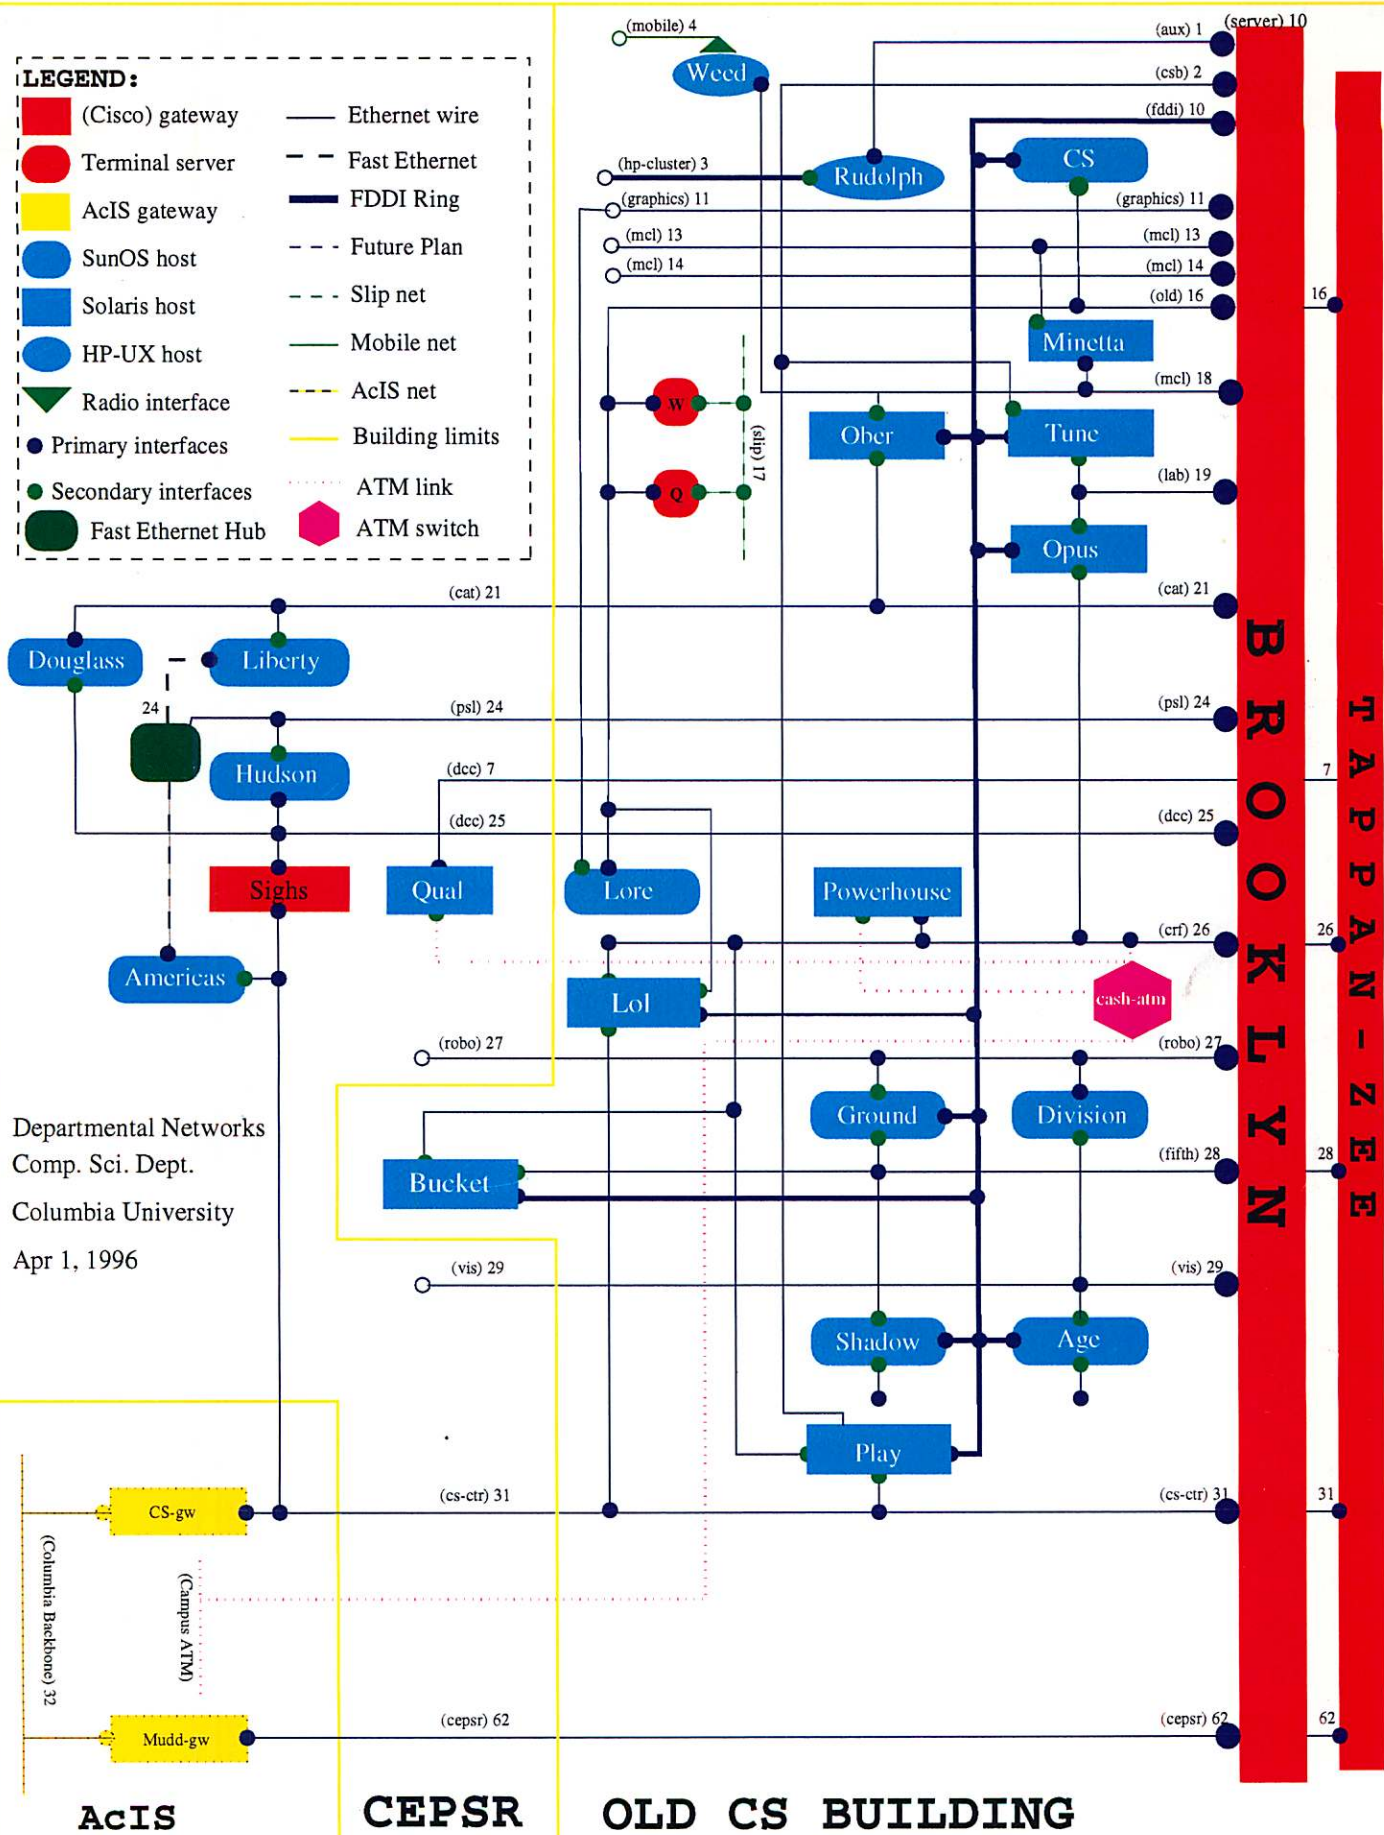 LEGEND:
(Cisco) gateway
Terminal server
AcIS gateway
SunOS host
Solaris host
HP-UX host
Radio interface
Primary interfaces
Secondary interfaces
Fast Ethernet Hub
Ethernet wire
Fast Ethernet
FDDI Ring
Future Plan
Slip net
Mobile net
AcIS net
Building limits
ATM link
ATM switch
(mobile) 4
Weed
(aux) 1
(server) 10
(csb) 2
(fddi) 10
CS
(hp-cluster) 3
Rudolph
(graphics) 11
(graphics) 11
(mcl) 13
(mcl) 13
(mcl) 14
(mcl) 14
(old) 16
16
Minetta
(mcl) 18
W
(slip) 17
Ober
Tune
Q
(lab) 19
Opus
(cat) 21
(cat) 21
Douglass
Liberty
24
(psl) 24
(psl) 24
Hudson
(dcc) 7
7
(dcc) 25
(dcc) 25
Sighs
Qual
Lore
Powerhouse
(crf) 26
26
Americas
Lol
cash-atm
(robo) 27
(robo) 27
Ground
Division
(fifth) 28
28
Bucket
(vis) 29
(vis) 29
Shadow
Age
Play
(cs-ctr) 31
(cs-ctr) 31
31
CS-gw
(Columbia Backbone) 32
(Campus ATM)
Mudd-gw
(cepsr) 62
(cepsr) 62
62
BROOKLYN
TAPPAN-ZEE
Departmental Networks
Comp. Sci. Dept.
Columbia University
Apr 1, 1996
AcIS
CEPSR
OLD CS BUILDING